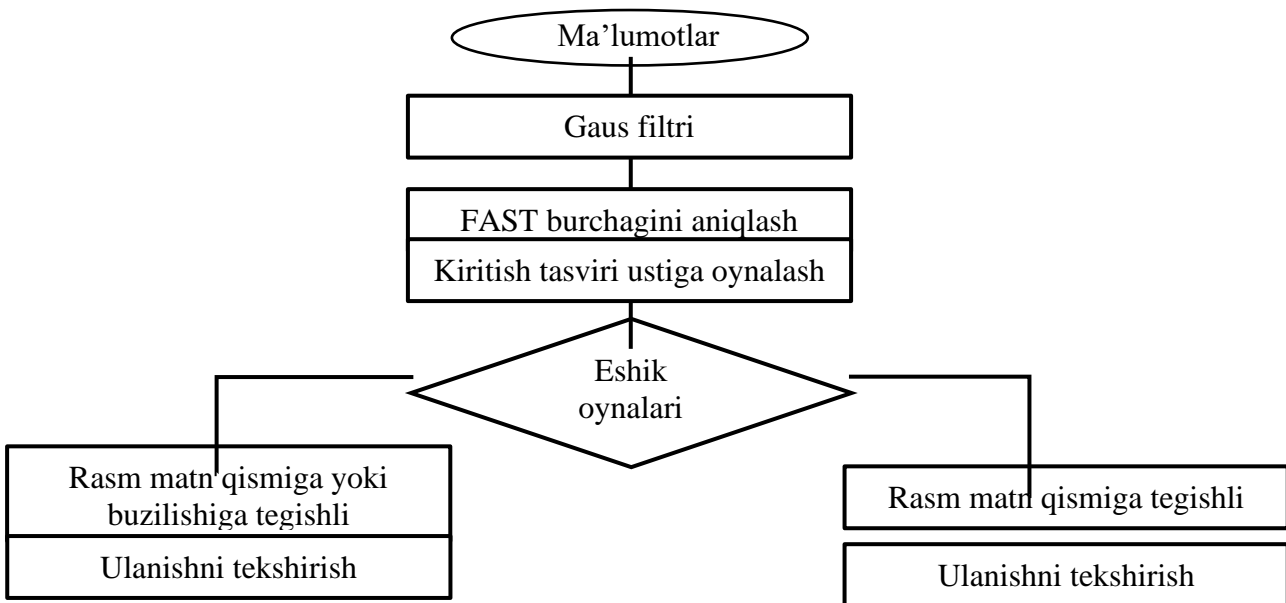 Ma’lumotlar
Gaus filtri
FAST burchagini aniqlash
Kiritish tasviri ustiga oynalash
Eshik
oynalari
Rasm matn qismiga yoki
buzilishiga tegishli
Ulanishni tekshirish
Rasm matn qismiga tegishli
Ulanishni tekshirish